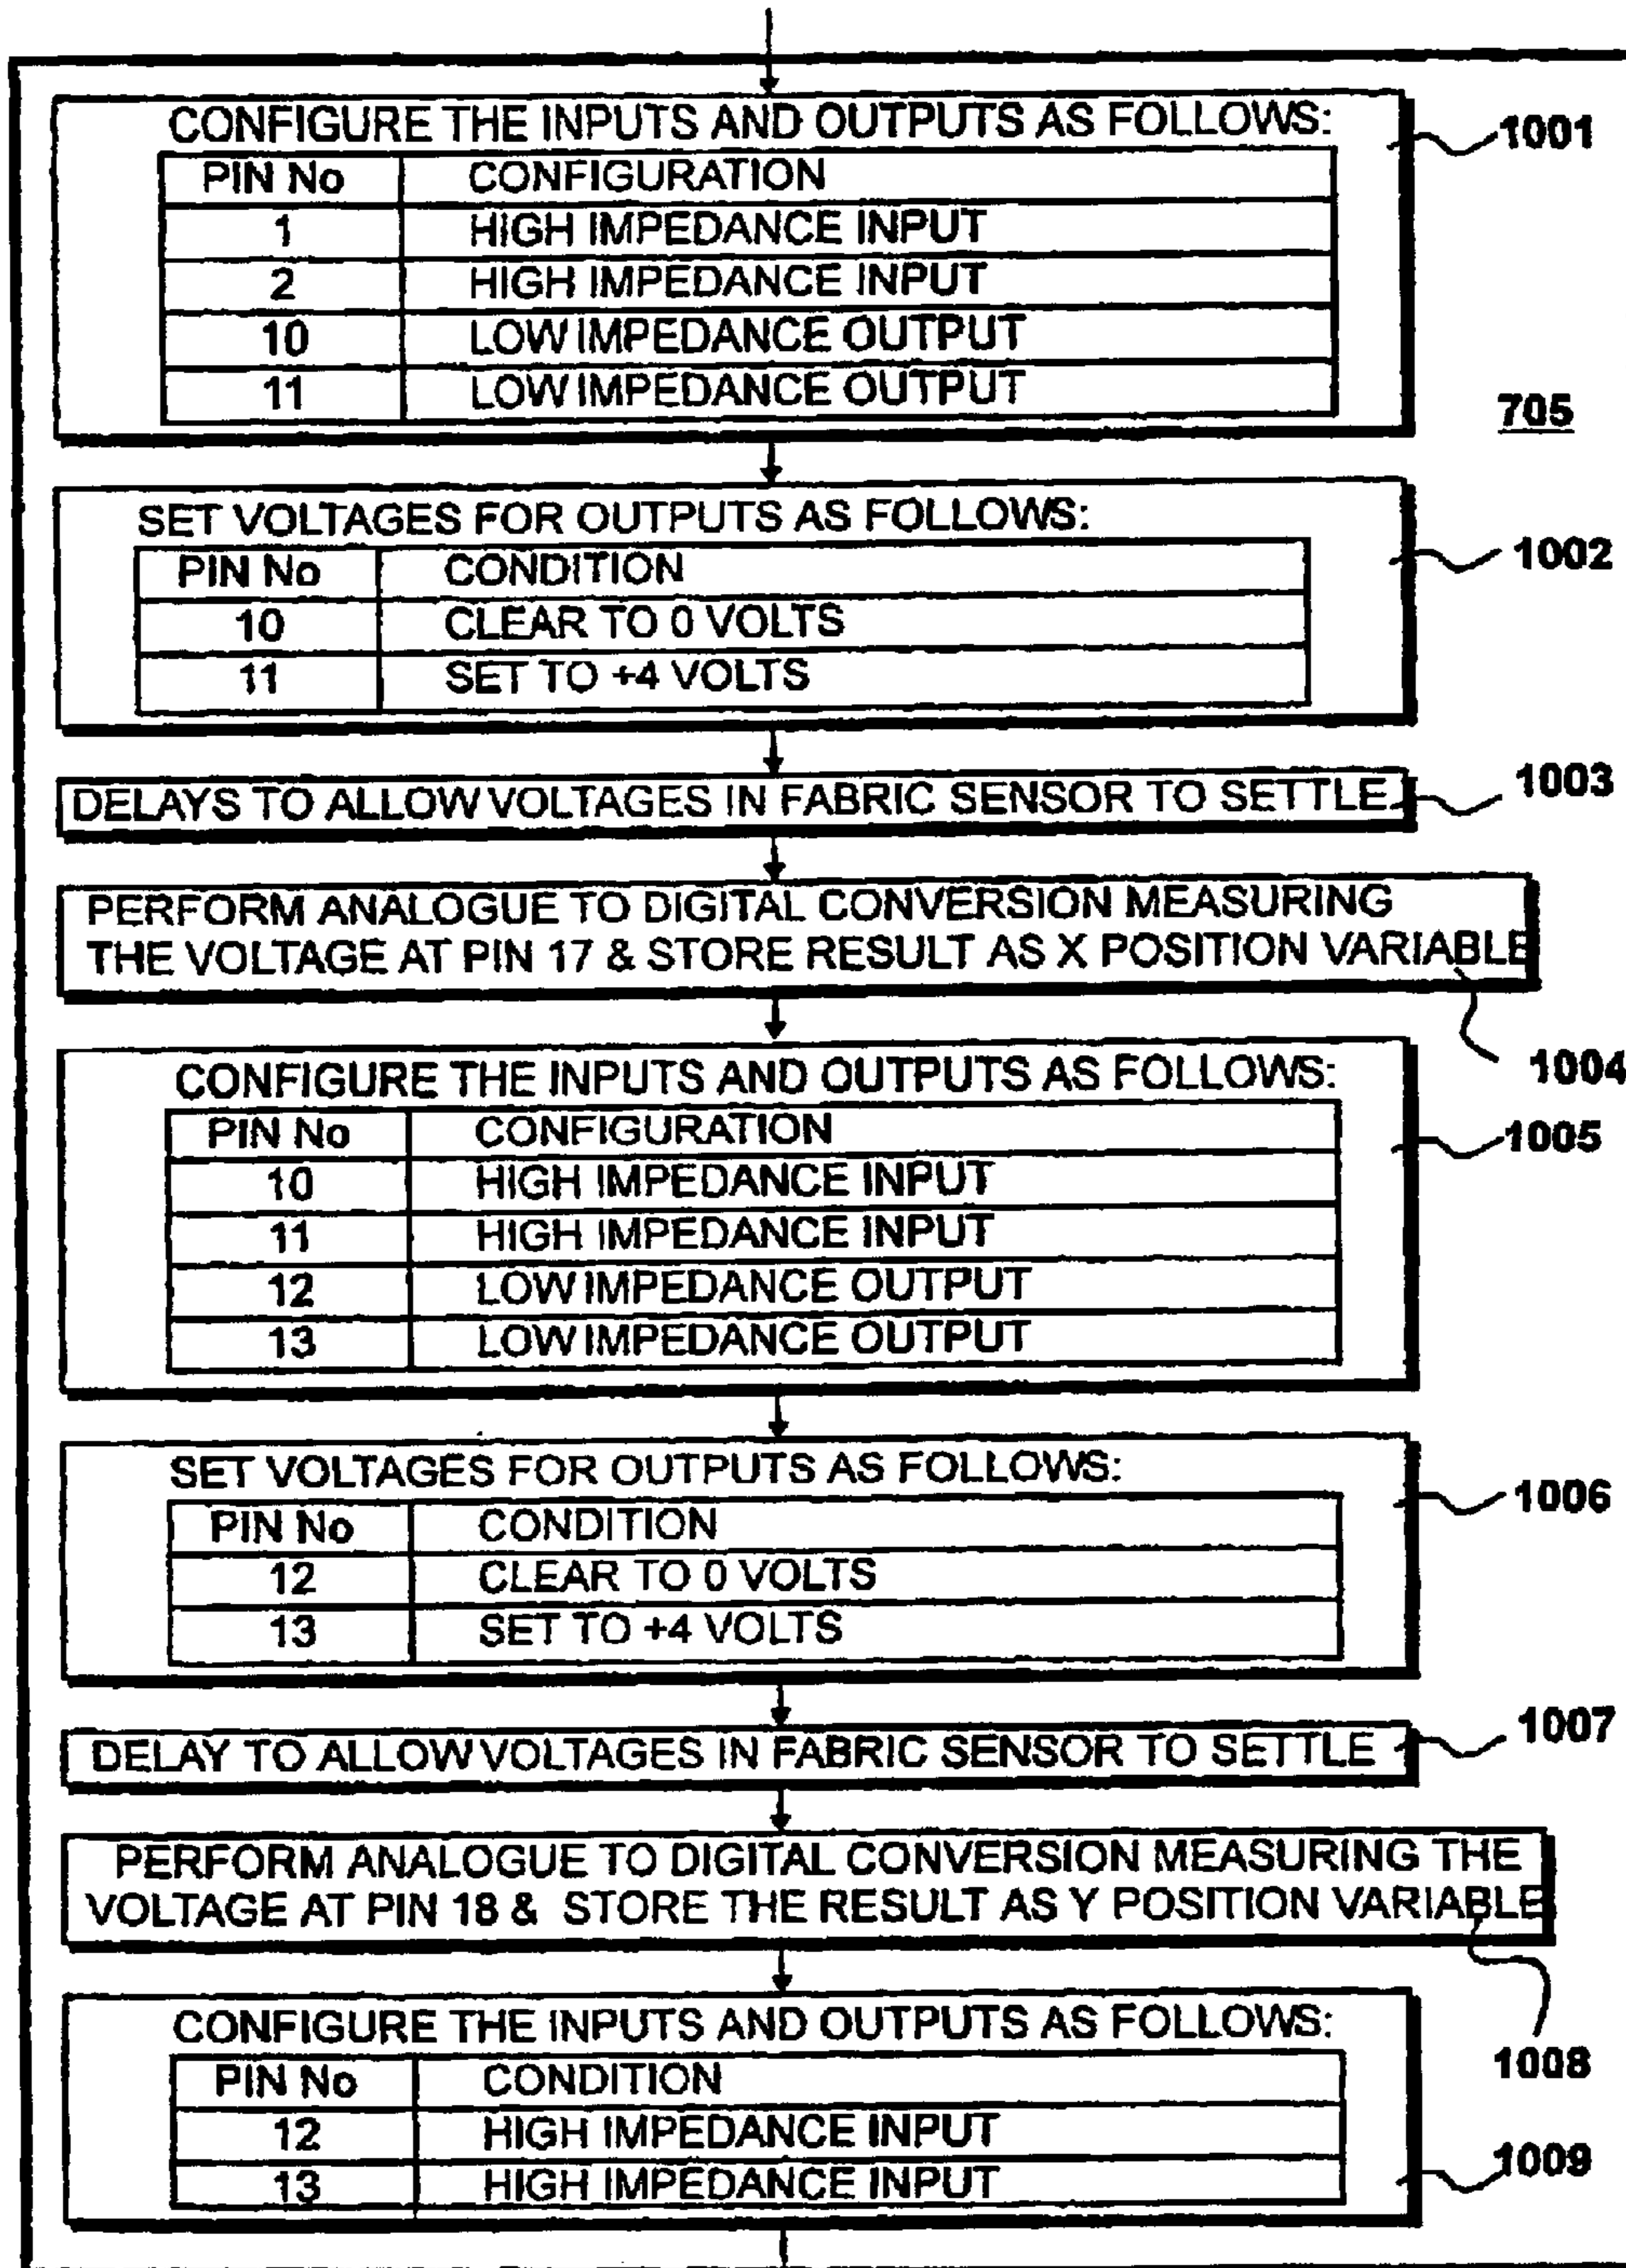 CONFIGURE THE INPUTS AND OUTPUTS AS FOLLOWS:
1001
PIN No CONFIGURATION
1 HIGH IMPEDANCE INPUT
2 HIGH IMPEDANCE INPUT
10 LOW IMPEDANCE OUTPUT
11 LOW IMPEDANCE OUTPUT
705
SET VOLTAGES FOR OUTPUTS AS FOLLOWS:
1002
PIN No CONDITION
10 CLEAR TO 0 VOLTS
11 SET TO +4 VOLTS
DELAYS TO ALLOW VOLTAGES IN FABRIC SENSOR TO SETTLE
1003
PERFORM ANALOGUE TO DIGITAL CONVERSION MEASURING
THE VOLTAGE AT PIN 17 & STORE RESULT AS X POSITION VARIABLE
1004
CONFIGURE THE INPUTS AND OUTPUTS AS FOLLOWS:
1005
PIN No CONFIGURATION
10 HIGH IMPEDANCE INPUT
11 HIGH IMPEDANCE INPUT
12 LOW IMPEDANCE OUTPUT
13 LOW IMPEDANCE OUTPUT
SET VOLTAGES FOR OUTPUTS AS FOLLOWS:
1006
PIN No CONDITION
12 CLEAR TO 0 VOLTS
13 SET TO +4 VOLTS
DELAY TO ALLOW VOLTAGES IN FABRIC SENSOR TO SETTLE
1007
PERFORM ANALOGUE TO DIGITAL CONVERSION MEASURING THE
VOLTAGE AT PIN 18 & STORE THE RESULT AS Y POSITION VARIABLE
1008
CONFIGURE THE INPUTS AND OUTPUTS AS FOLLOWS:
PIN No CONDITION
12 HIGH IMPEDANCE INPUT
13 HIGH IMPEDANCE INPUT
1009